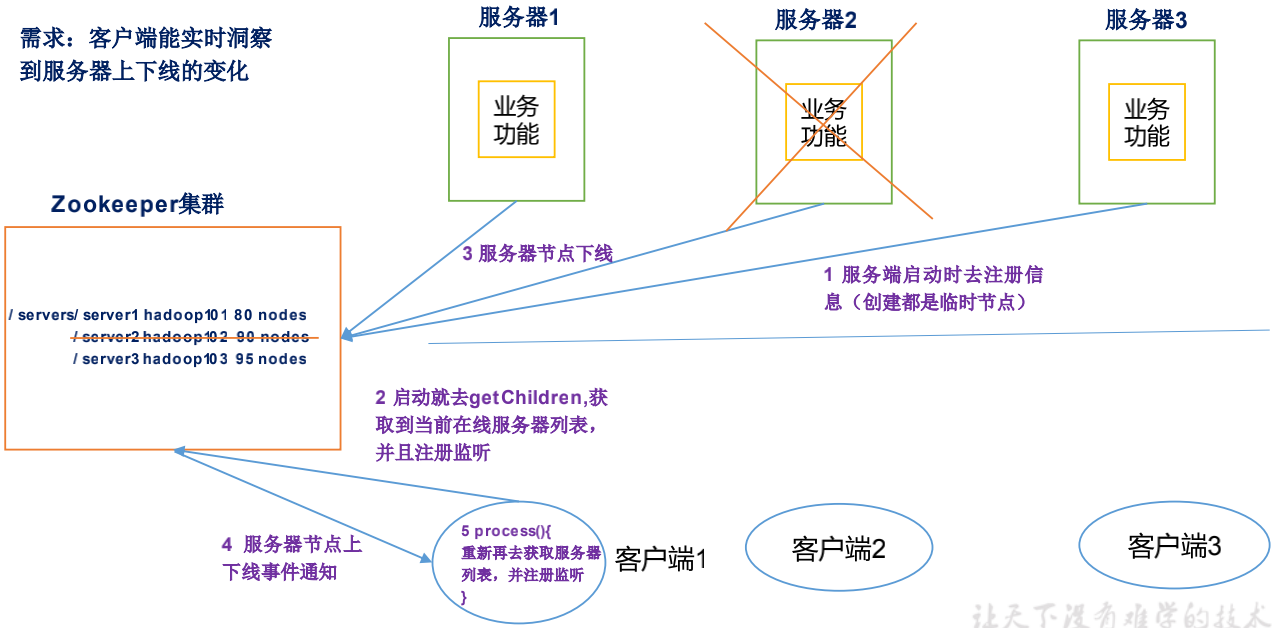 需求：客户端能实时洞察
到服务器上下线的变化
服务器1
服务器2
服务器3
业务
功能
业务
功能
业务
功能
Zookeeper集群
3 服务器节点下线
1 服务端启动时去注册信
息（创建都是临时节点）
/ servers/ server1 hadoop101 80 nodes
/ server2 hadoop102 90 nodes
/ server3 hadoop103 95 nodes
2 启动就去getChildren,获
取到当前在线服务器列表，
并且注册监听
4 服务器节点上
下线事件通知
5 process(){
重新再去获取服务器
列表，并注册监听
}
客户端1
客户端2
客户端3
让天下没有难学的技术